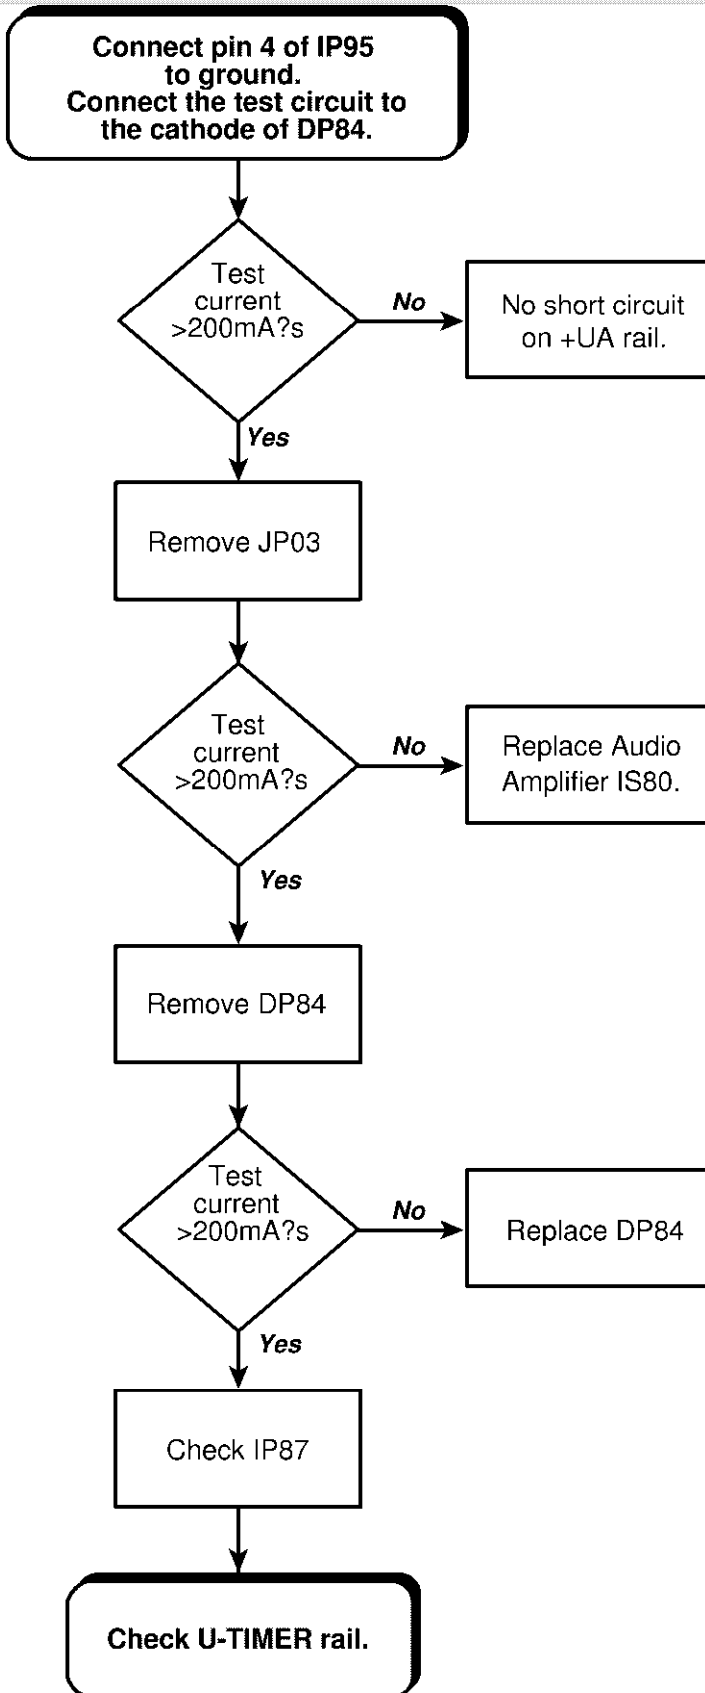 Connect pin 4 of IP95
to ground.
Connect the test circuit to
the cathode of DP84.
Test
current
>200mA?s
No
No short circuit
on +UA rail.
Yes
Remove JP03
Test
current
>200mA?s
No
Replace Audio
Amplifier IS80.
Yes
Remove DP84
Test
current
>200mA?s
No
Replace DP84
Yes
Check IP87
Check U-TIMER rail.